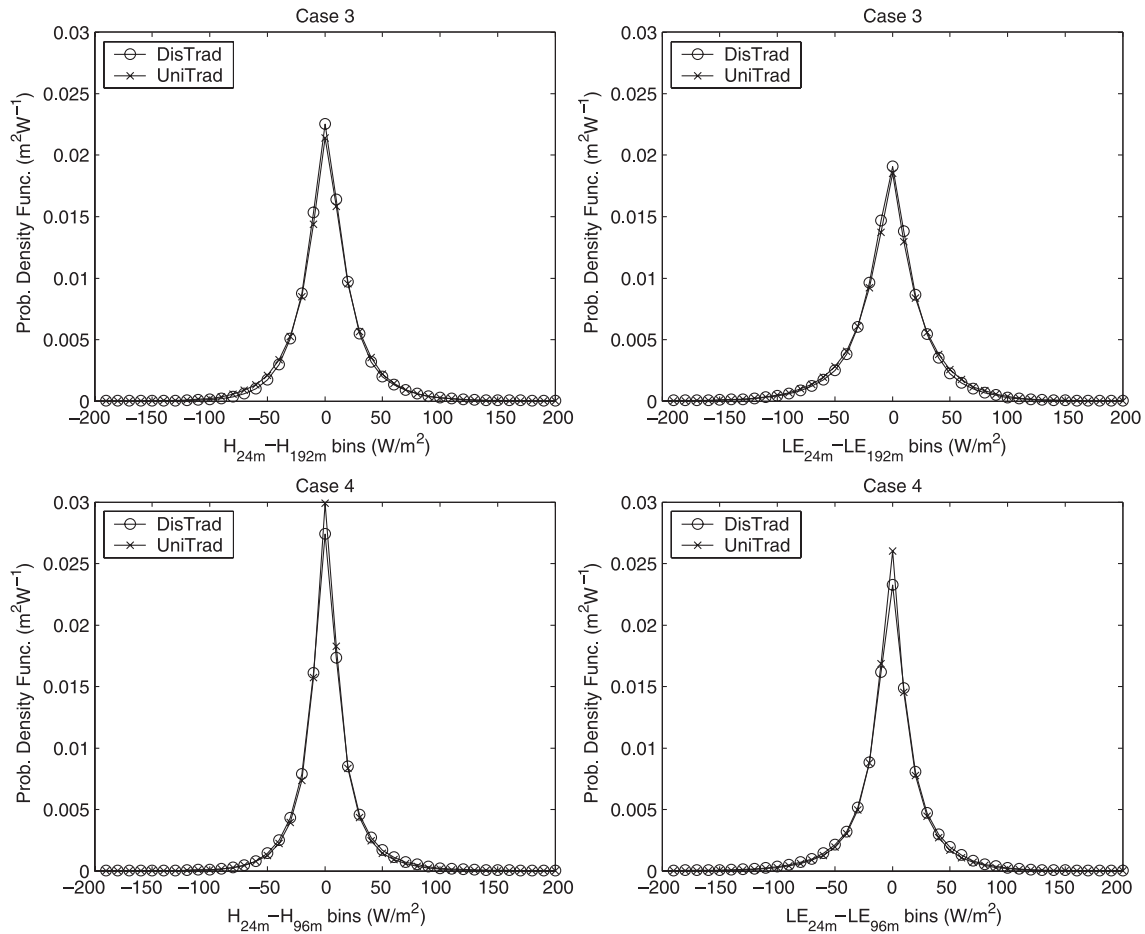 Case 3
0.03
0.025
0.02
0.015
0.01
0.005
0
Prob. Density Func. (m²W⁻¹)
DisTrad
UniTrad
−200 −150 −100 −50 0 50 100 150 200
H₂₄ₘ−H₁₉₂ₘ bins (W/m²)
Case 3
0.03
0.025
0.02
0.015
0.01
0.005
0
Prob. Density Func. (m²W⁻¹)
DisTrad
UniTrad
−200 −150 −100 −50 0 50 100 150 200
LE₂₄ₘ−LE₁₉₂ₘ bins (W/m²)
Case 4
0.03
0.025
0.02
0.015
0.01
0.005
0
Prob. Density Func. (m²W⁻¹)
DisTrad
UniTrad
−200 −150 −100 −50 0 50 100 150 200
H₂₄ₘ−H₉₆ₘ bins (W/m²)
Case 4
0.03
0.025
0.02
0.015
0.01
0.005
0
Prob. Density Func. (m²W⁻¹)
DisTrad
UniTrad
−200 −150 −100 −50 0 50 100 150 200
LE₂₄ₘ−LE₉₆ₘ bins (W/m²)